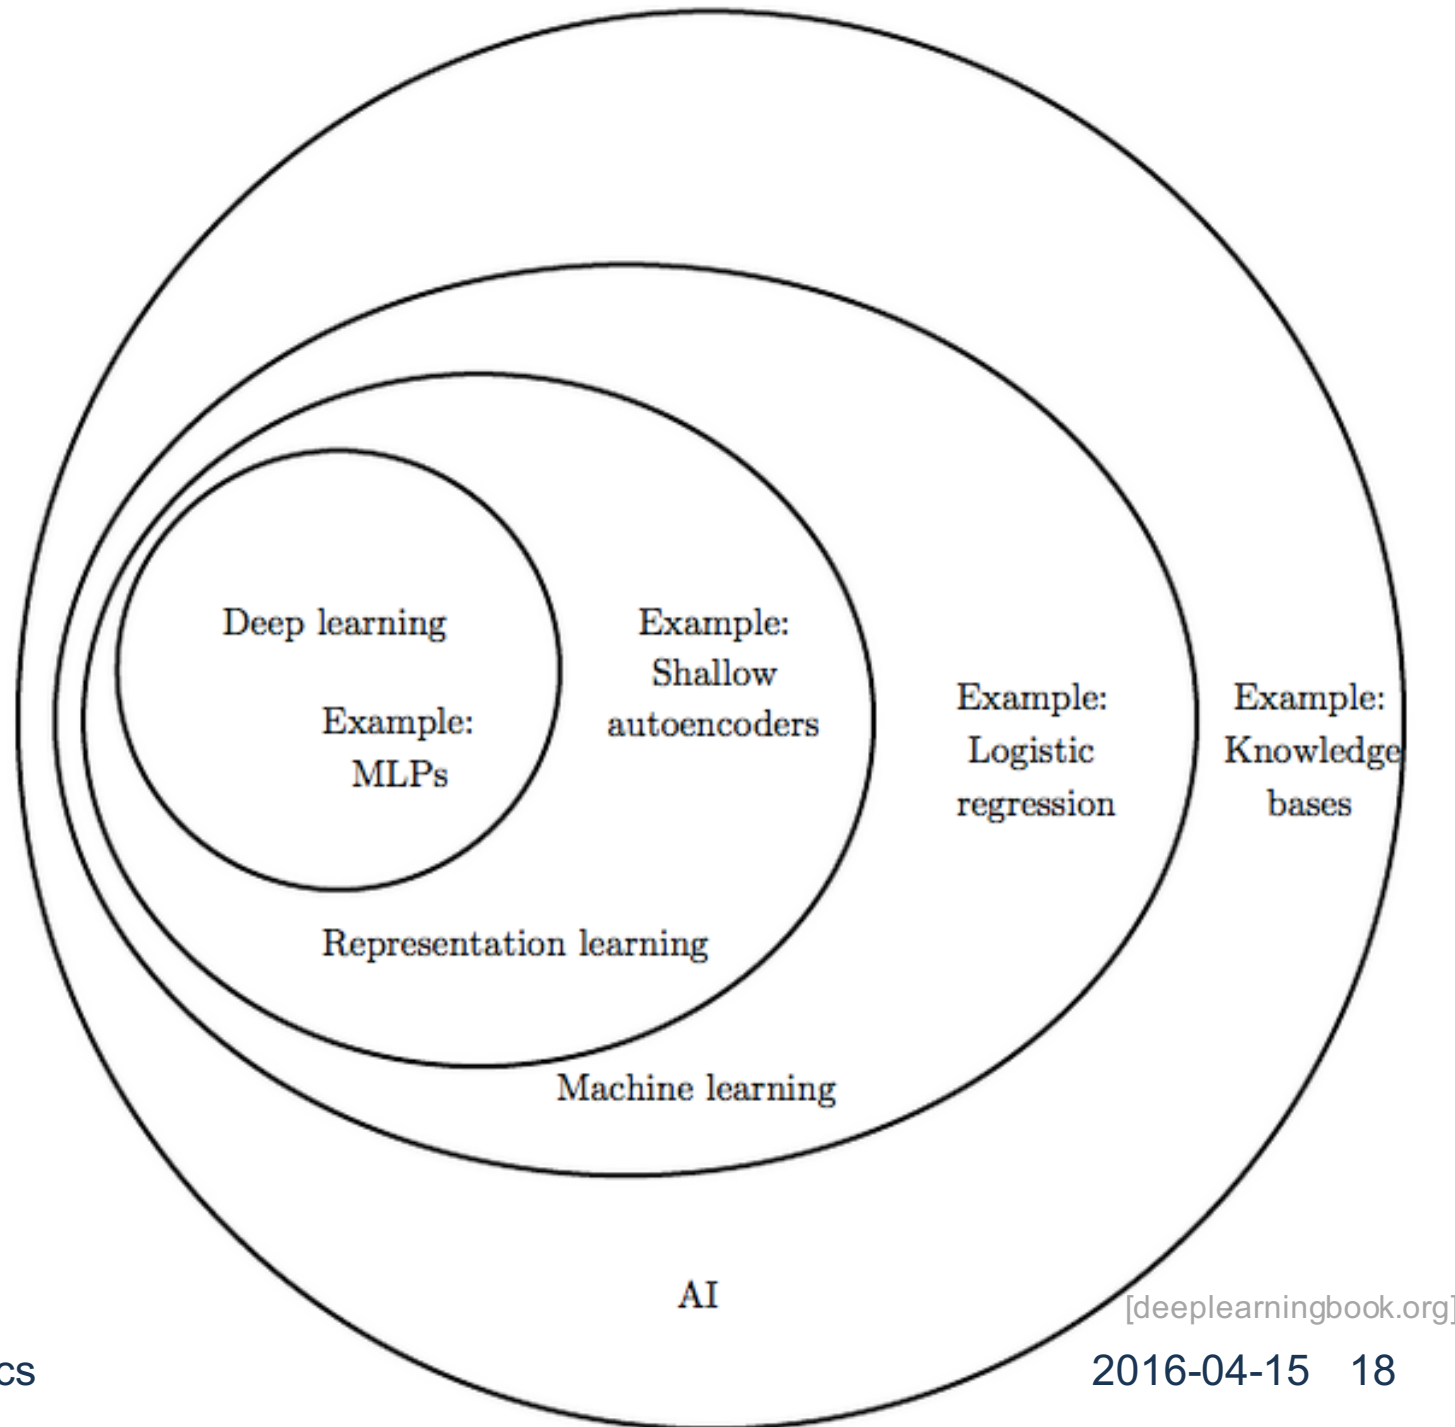 Deep learning
Example:
MLPs
Example:
Shallow
autoencoders
Example:
Logistic
regression
Example:
Knowledge
bases
Representation learning
Machine learning
AI
[deeplearningbook.org]
cs
2016-04-15 18